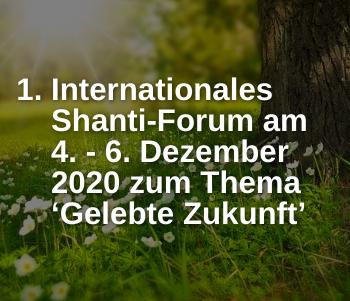 1. Internationales
Shanti-Forum am
4. - 6. Dezember
2020 zum Thema
‘Gelebte Zukunft’